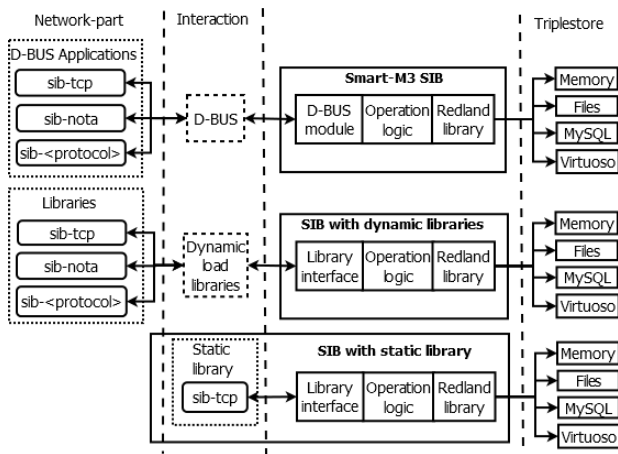 Network-part
Interaction
Triplestore
D-BUS Applications
sib-tcp
sib-nota
sib-<protocol>
D-BUS
Smart-M3 SIB
D-BUS
module
Operation
logic
Redland
library
Memory
Files
MySQL
Virtuoso
Libraries
sib-tcp
sib-nota
sib-<protocol>
Dynamic
load
libraries
SIB with dynamic libraries
Library
interface
Operation
logic
Redland
library
Memory
Files
MySQL
Virtuoso
Static
library
sib-tcp
SIB with static library
Library
interface
Operation
logic
Redland
library
Memory
Files
MySQL
Virtuoso